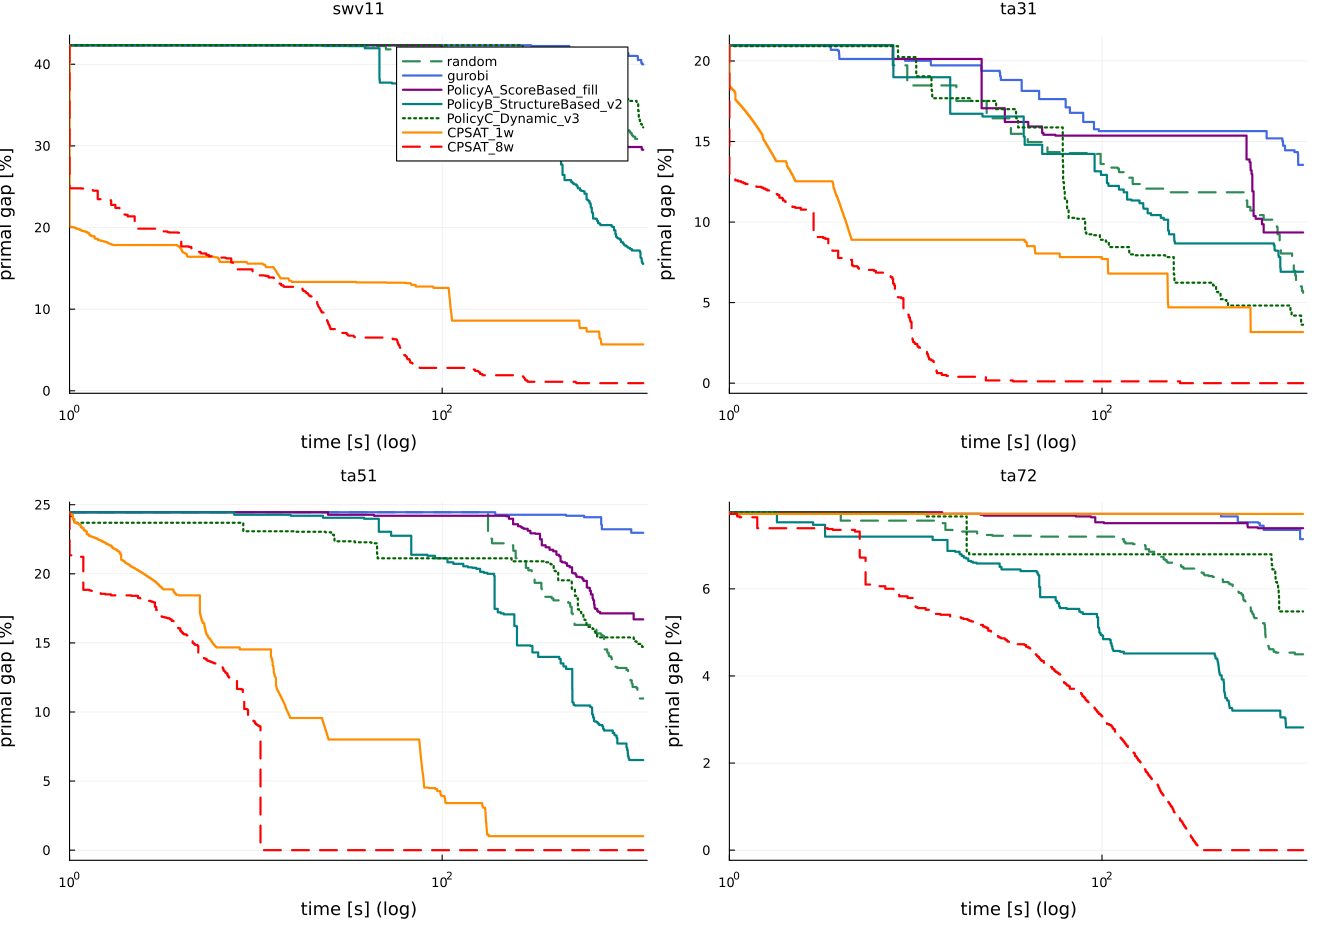 swv11
primal gap [%]
40
30
20
10
0
10^0
10^2
time [s] (log)
random
gurobi
PolicyA_ScoreBased_fill
PolicyB_StructureBased_v2
PolicyC_Dynamic_v3
CPSAT_1w
CPSAT_8w
ta31
primal gap [%]
20
15
10
5
0
10^0
10^2
time [s] (log)
ta51
primal gap [%]
25
20
15
10
5
0
10^0
10^2
time [s] (log)
ta72
primal gap [%]
6
4
2
0
10^0
10^2
time [s] (log)